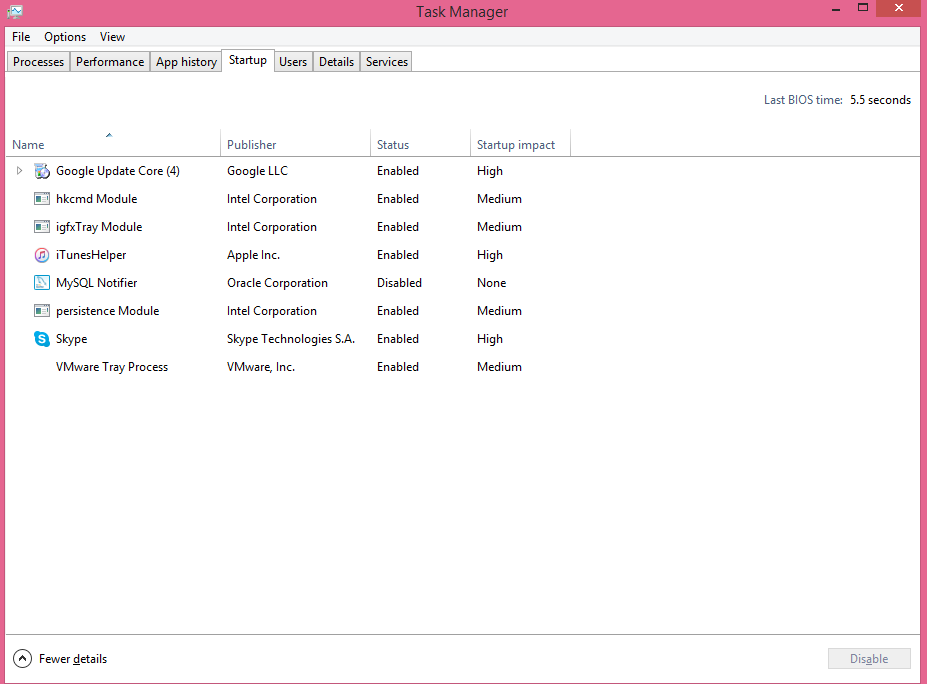 Task Manager
File Options View
Processes Performance App history Startup Users Details Services
Last BIOS time: 5.5 seconds
Name Publisher Status Startup impact
Google Update Core (4) Google LLC Enabled High
hkcmd Module Intel Corporation Enabled Medium
igfxTray Module Intel Corporation Enabled Medium
iTunesHelper Apple Inc. Enabled High
MySQL Notifier Oracle Corporation Disabled None
persistence Module Intel Corporation Enabled Medium
Skype Skype Technologies S.A. Enabled High
VMware Tray Process VMware, Inc. Enabled Medium
Fewer details Disable